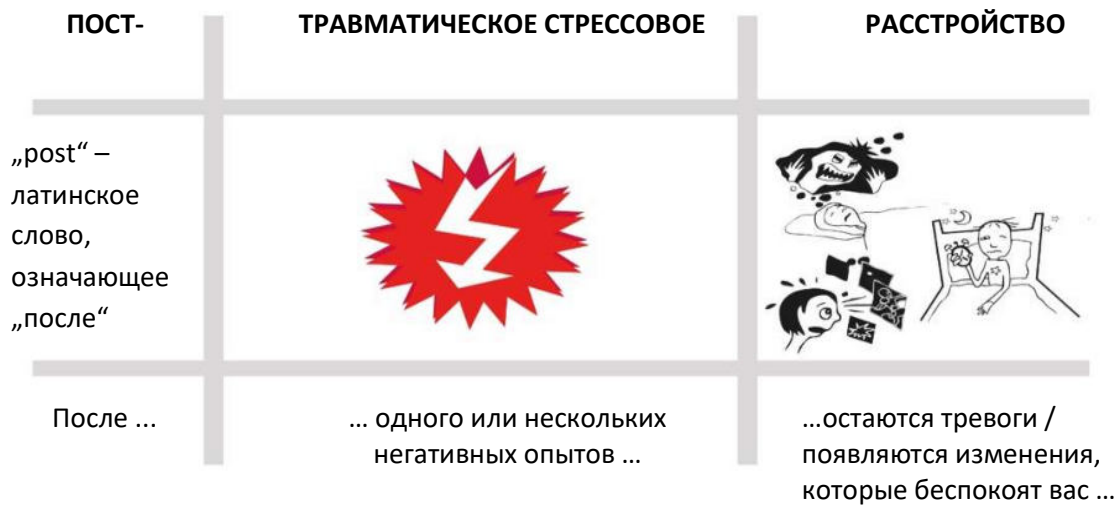 ПОСТ-
ТРАВМАТИЧЕСКОЕ СТРЕССОВОЕ
РАССТРОЙСТВО
„post“ –
латинское
слово,
означающее
„после“
После ...
... одного или нескольких
негативных опытов ...
...остаются тревоги /
появляются изменения,
которые беспокоят вас ...